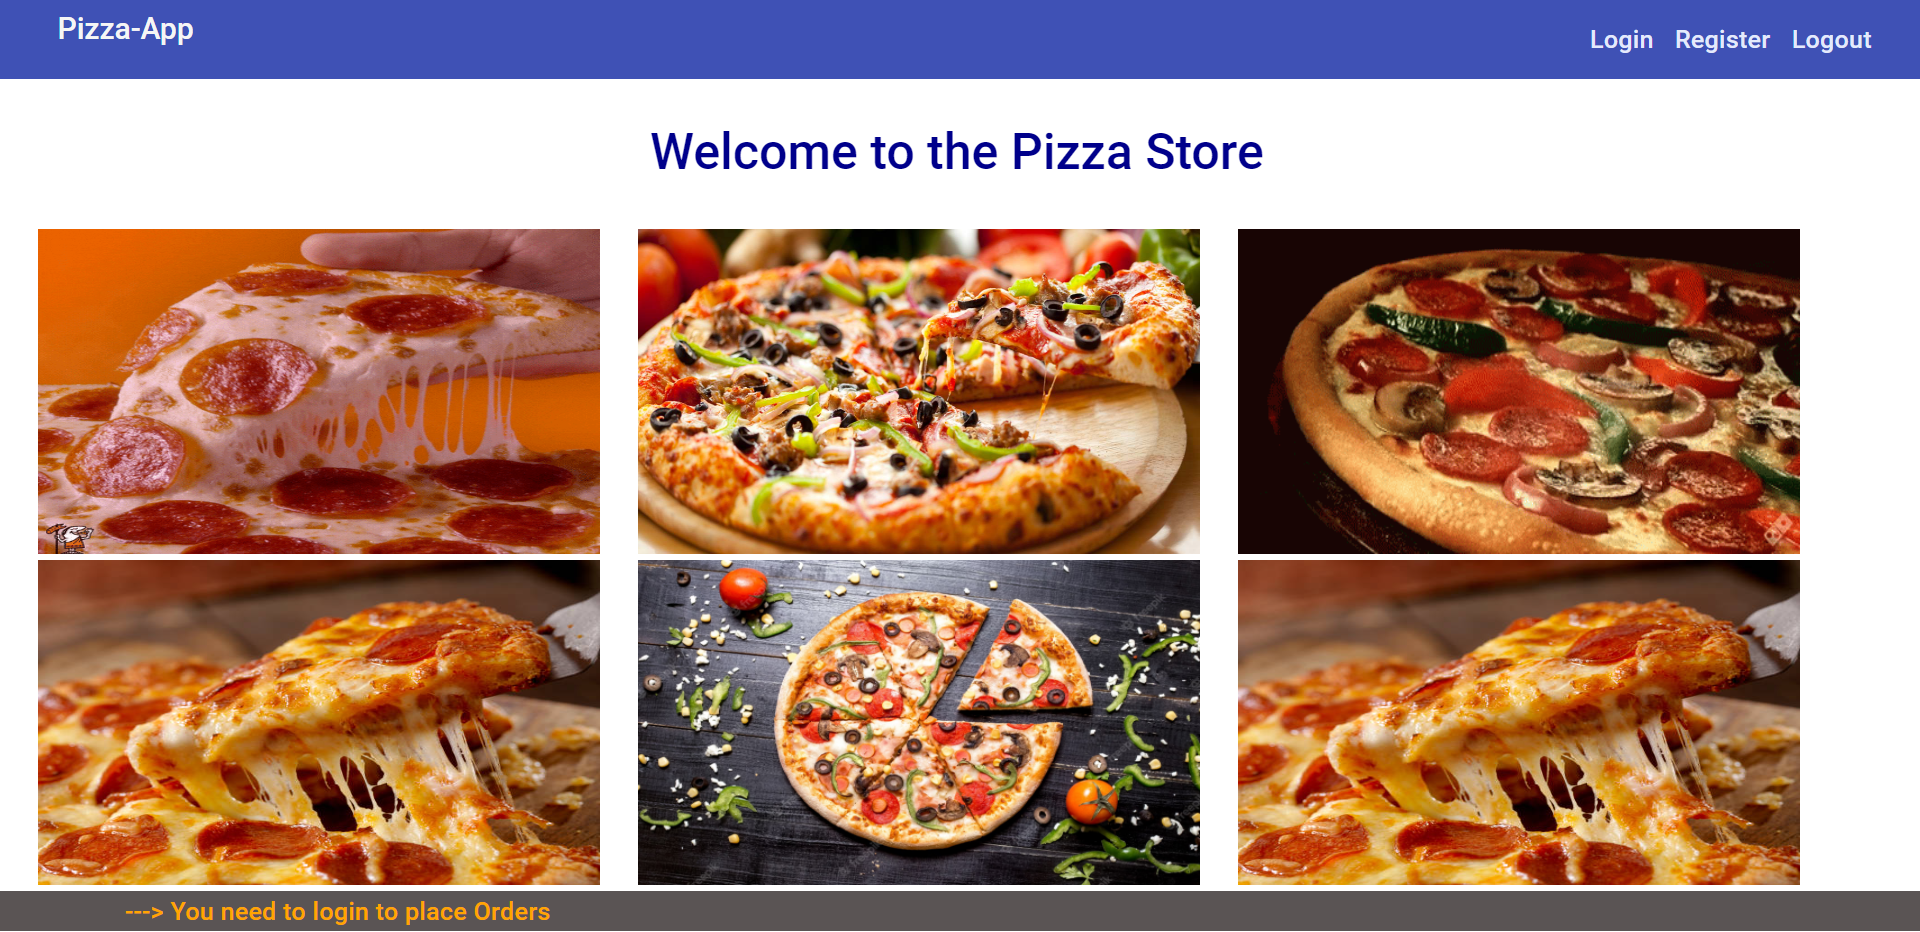 Pizza-App
Login Register Logout
Welcome to the Pizza Store
---> You need to login to place Orders